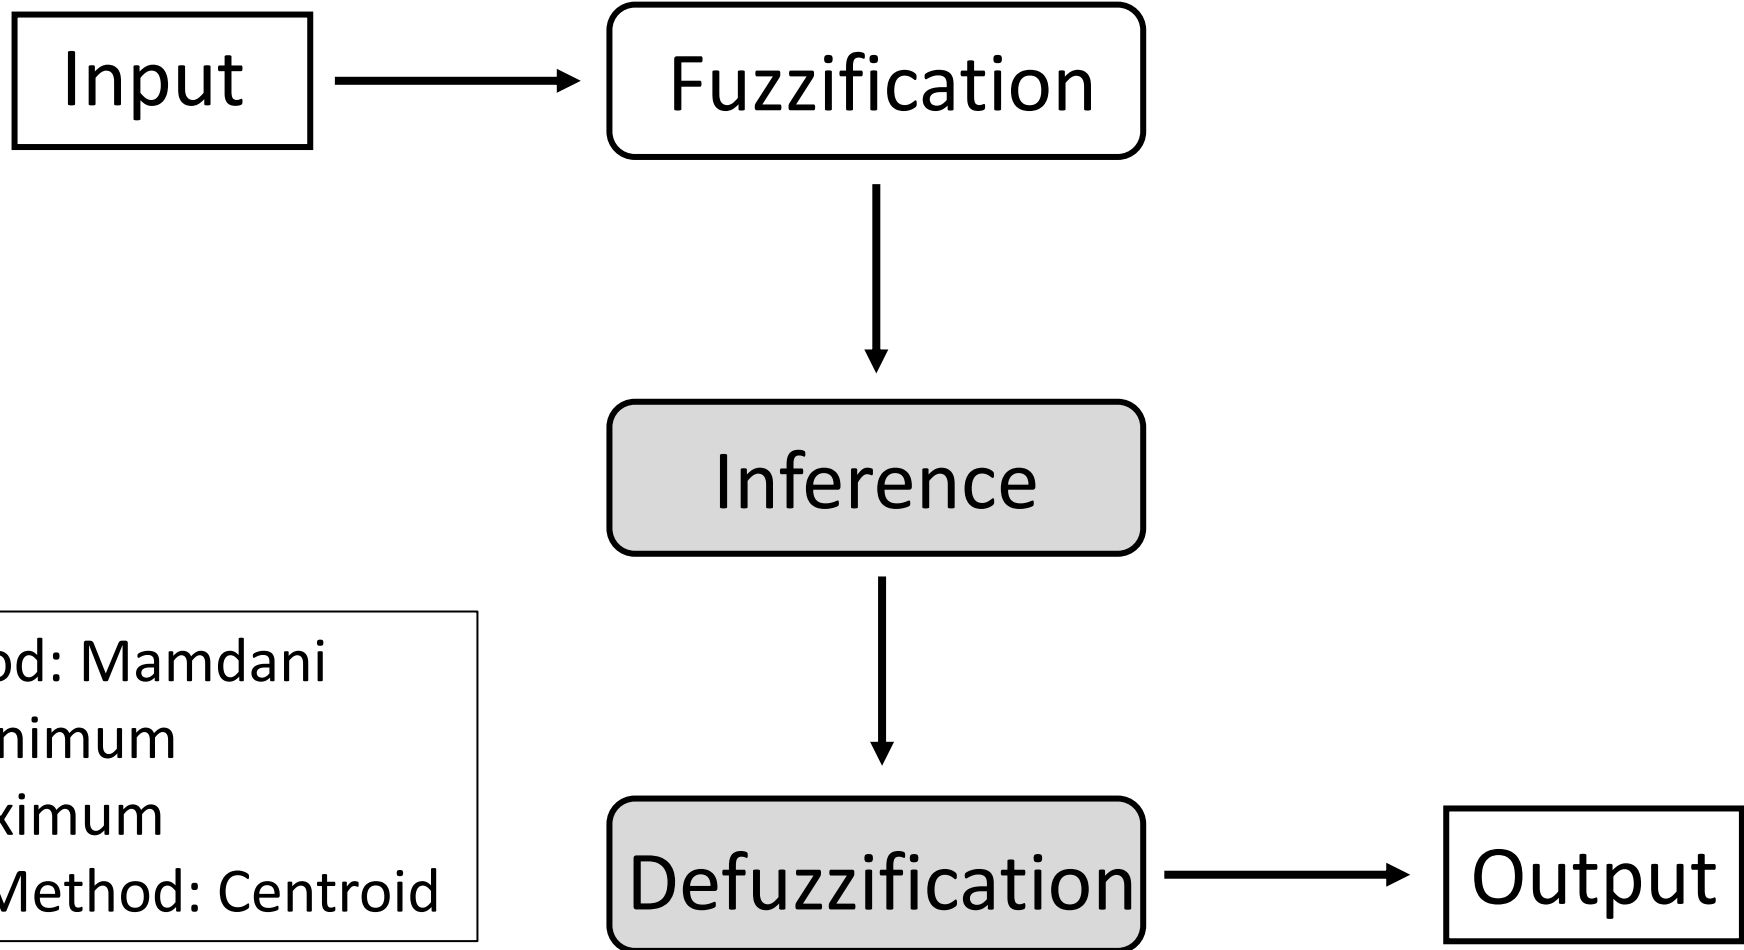 Input
Fuzzification
Inference
od: Mamdani
nimum
ximum
Method: Centroid
Defuzzification
Output